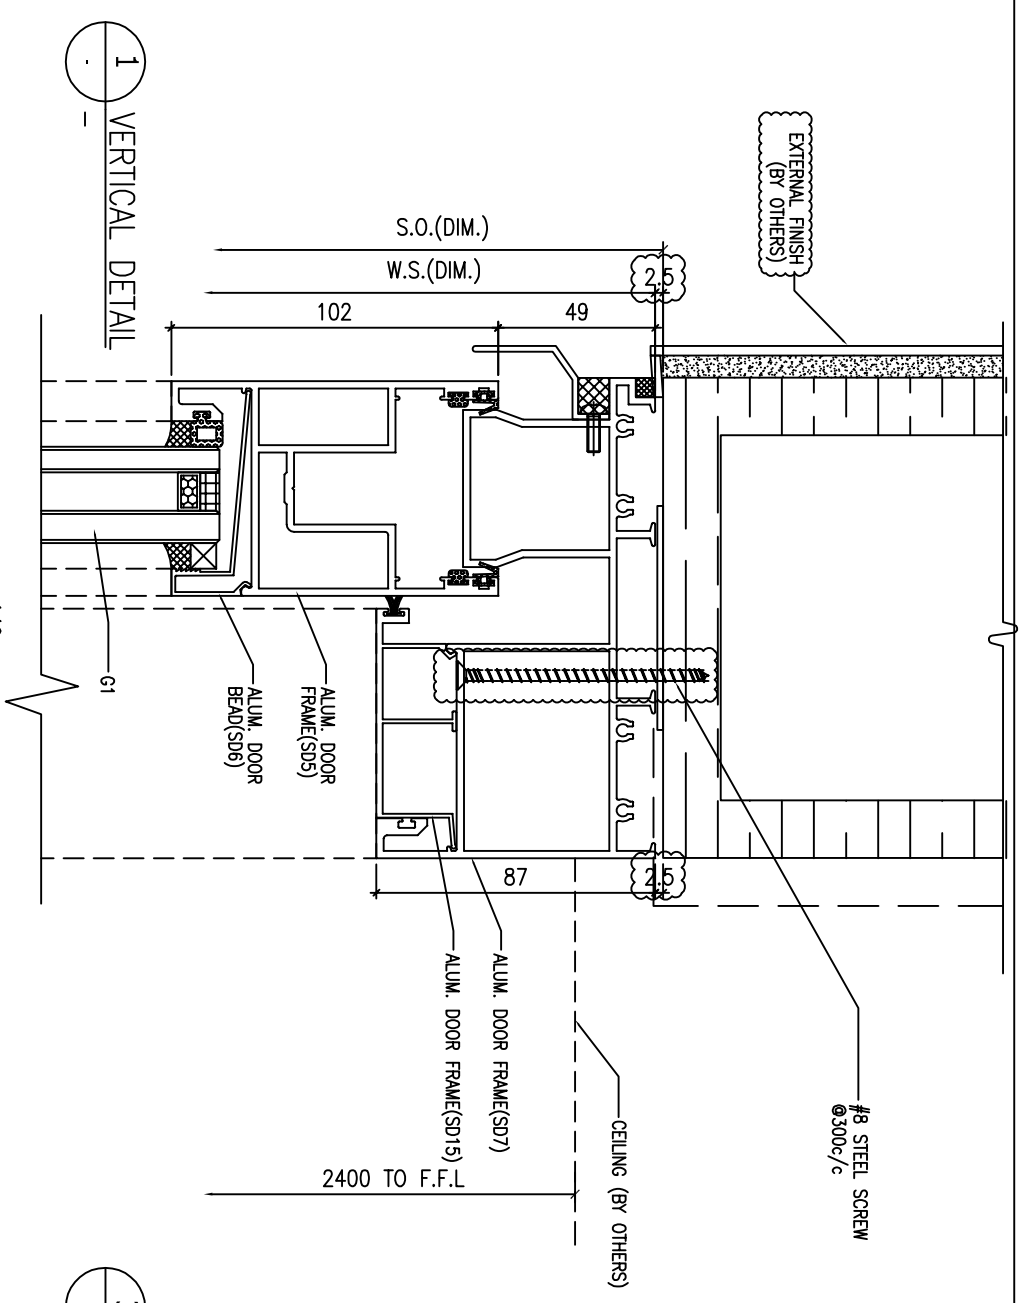 EXTERNAL FINISH
(BY OTHERS)
S.O.(DIM.)
W.S.(DIM.)
2.5
102
49
1
VERTICAL DETAIL
-
G1
ALUM. DOOR
BEAD(SD6)
ALUM. DOOR
FRAME(SD5)
87
2.5
ALUM. DOOR FRAME(SD15)
ALUM. DOOR FRAME(SD7)
CEILING (BY OTHERS)
#8 STEEL SCREW
@300c/c
2400 TO F.F.L